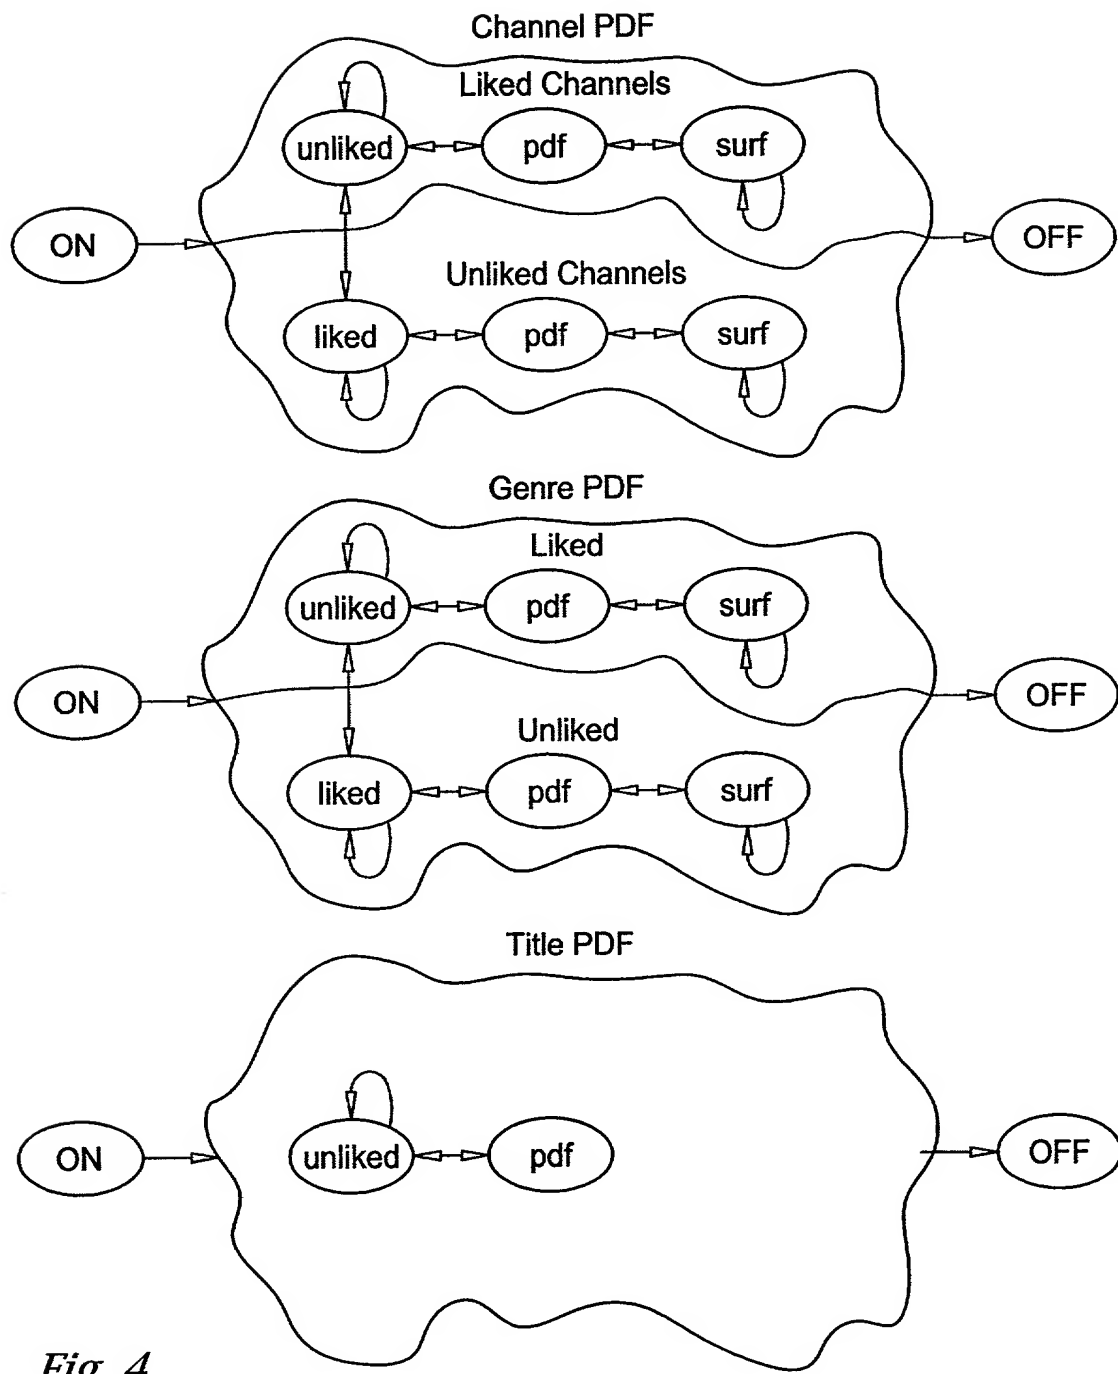 Channel PDF
Liked Channels
unliked
pdf
surf
ON
OFF
Unliked Channels
liked
pdf
surf
Genre PDF
Liked
unliked
pdf
surf
ON
OFF
Unliked
liked
pdf
surf
Title PDF
ON
unliked
pdf
OFF
Fig. 4